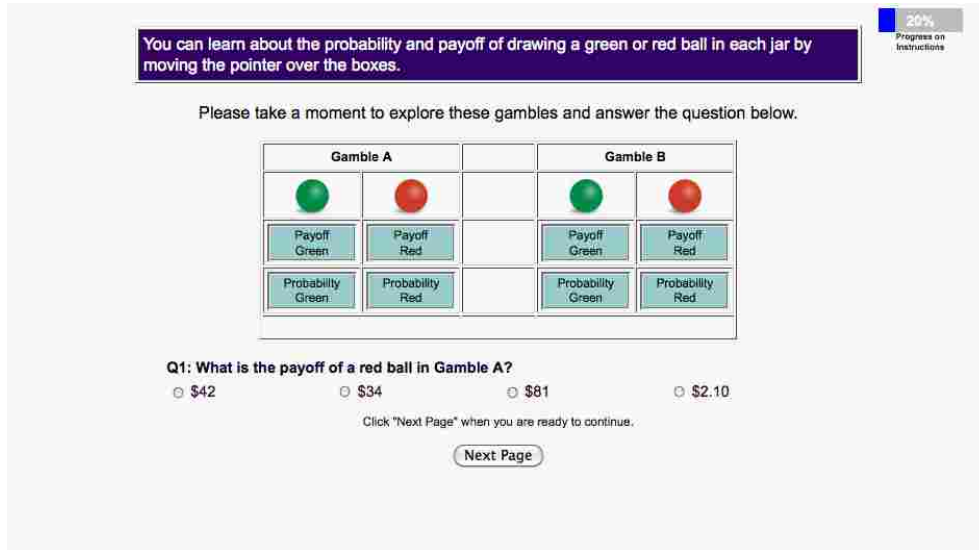 20%
Progress on
Instructions
You can learn about the probability and payoff of drawing a green or red ball in each jar by
moving the pointer over the boxes.
Please take a moment to explore these gambles and answer the question below.
Gamble A Gamble B
Payoff Green Payoff Red Payoff Green Payoff Red
Probability Green Probability Red Probability Green Probability Red
Q1: What is the payoff of a red ball in Gamble A?
$42 $34 $81 $2.10
Click "Next Page" when you are ready to continue.
Next Page